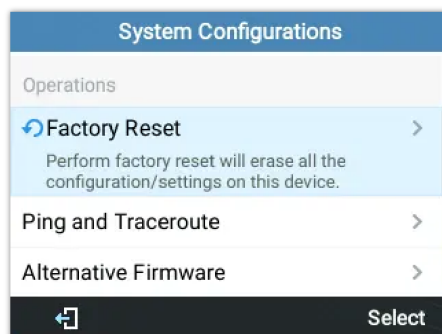 System Configurations
Operations
Factory Reset
Perform factory reset will erase all the
configuration/settings on this device.
Ping and Traceroute
Alternative Firmware
Select